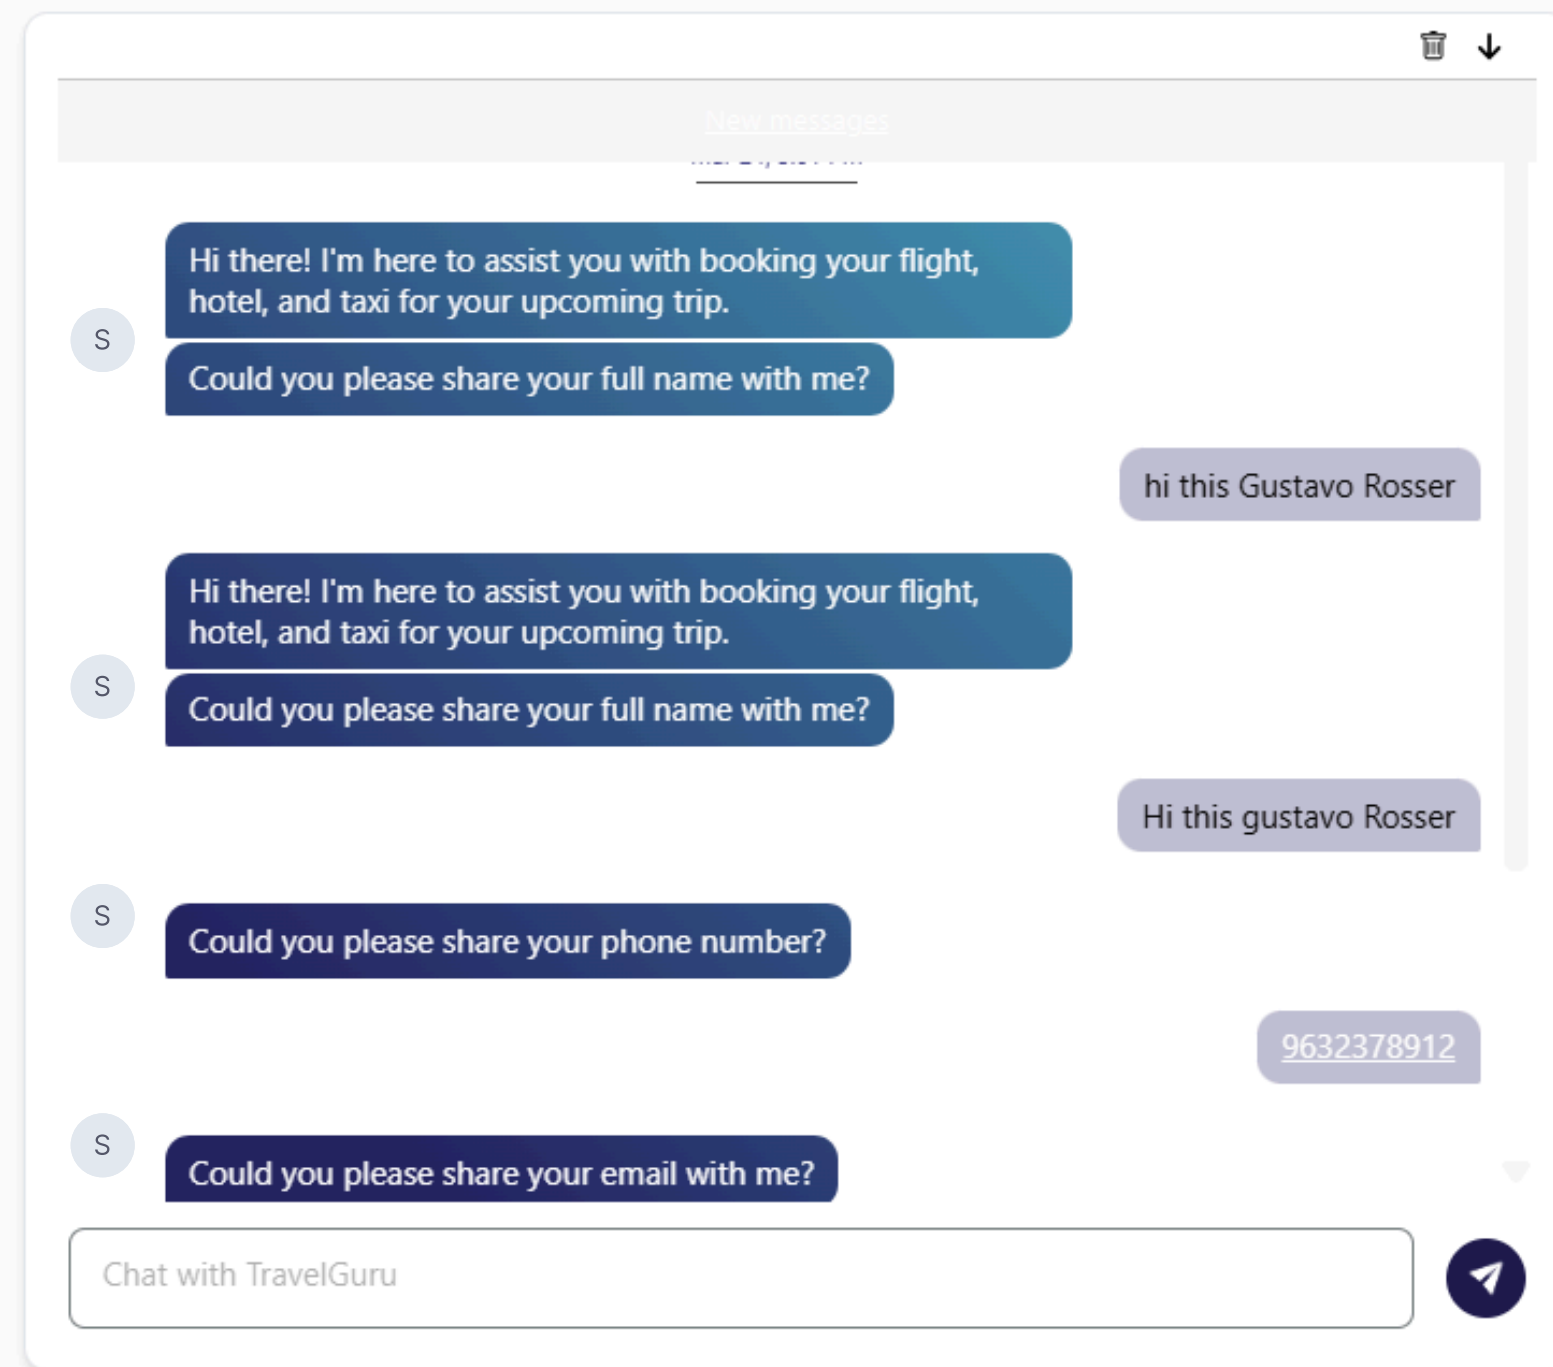 New messages
Hi there! I'm here to assist you with booking your flight,
hotel, and taxi for your upcoming trip.
S
Could you please share your full name with me?
hi this Gustavo Rosser
Hi there! I'm here to assist you with booking your flight,
hotel, and taxi for your upcoming trip.
S
Could you please share your full name with me?
Hi this gustavo Rosser
S
Could you please share your phone number?
9632378912
S
Could you please share your email with me?
Chat with TravelGuru